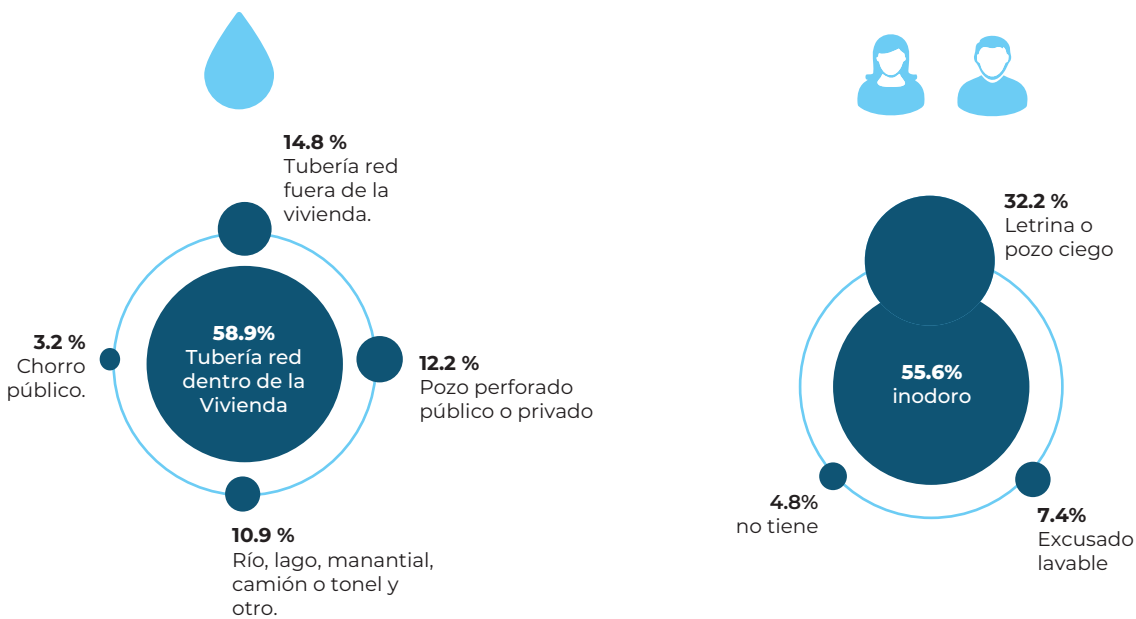 14.8 %
Tubería red
fuera de la
vivienda.
58.9%
Tubería red
dentro de la
Vivienda
3.2 %
Chorro
público.
12.2 %
Pozo perforado
público o privado
10.9 %
Río, lago, manantial,
camión o tonel y
otro.
32.2 %
Letrina o
pozo ciego
55.6%
inodoro
4.8%
no tiene
7.4%
Excusado
lavable